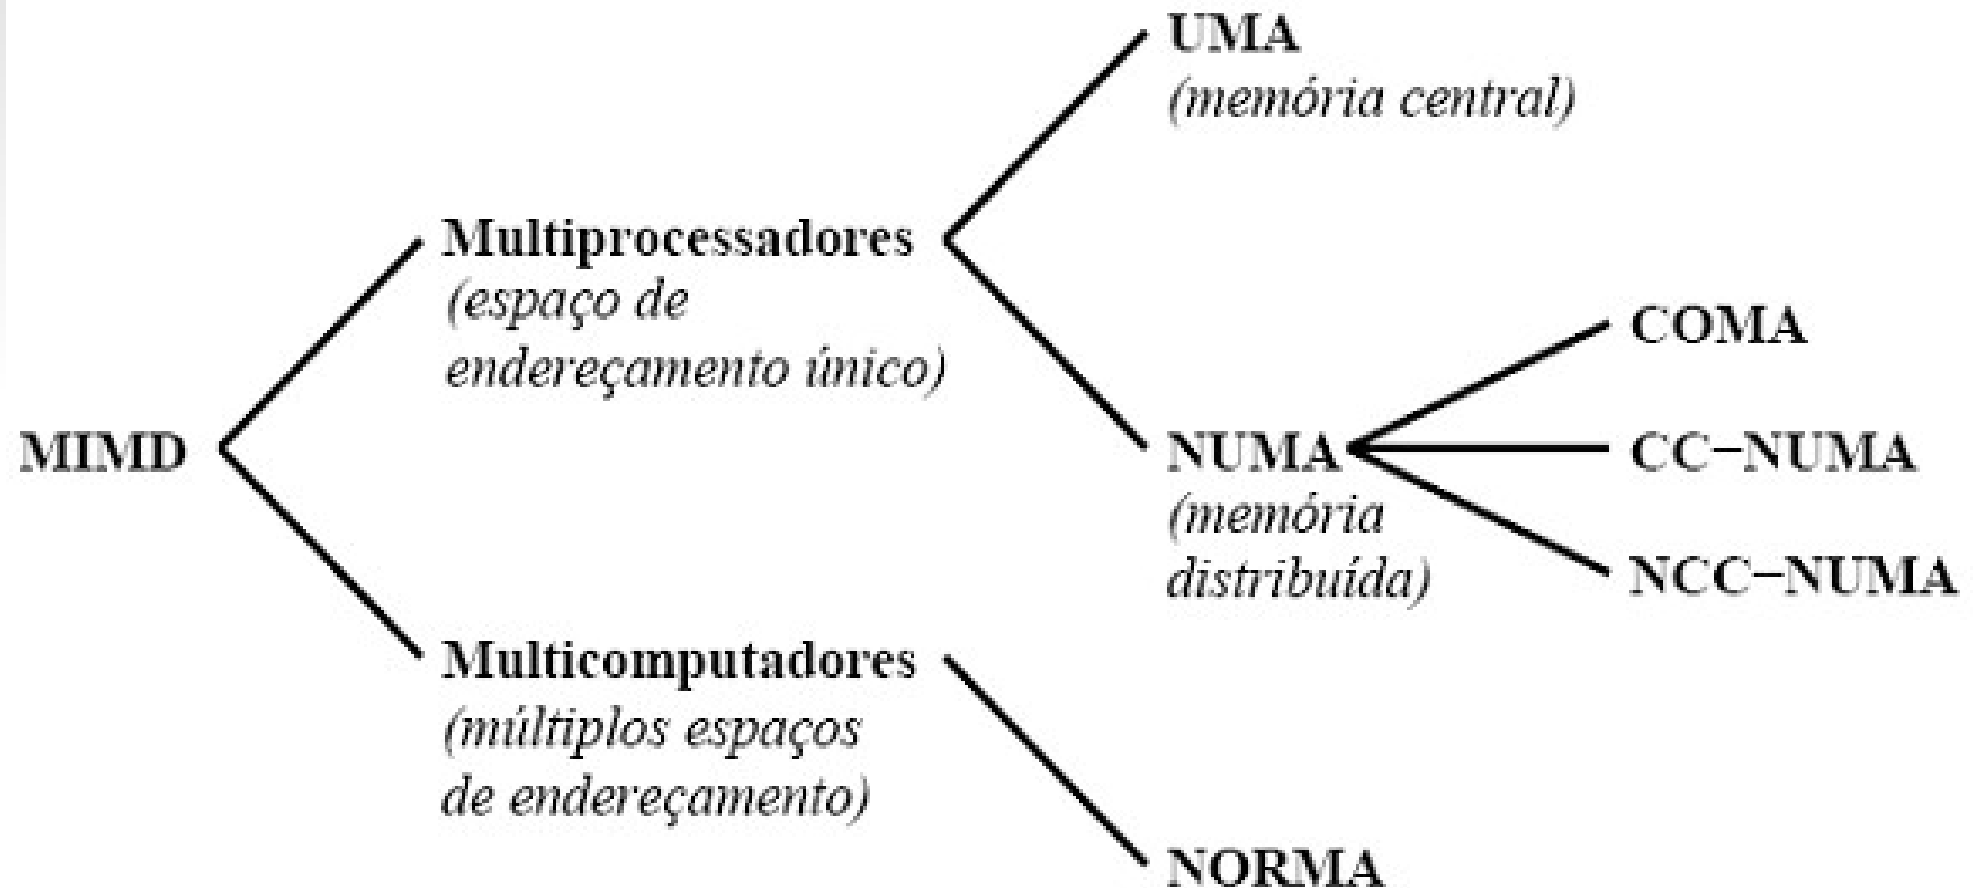 UMA
(memória central)
Multiprocessadores
(espaço de
endereçamento único)
COMA
MIMD
NUMA
CC-NUMA
(memória
distribuída)
NCC-NUMA
Multicomputadores
(múltiplos espaços
de endereçamento)
NORMA